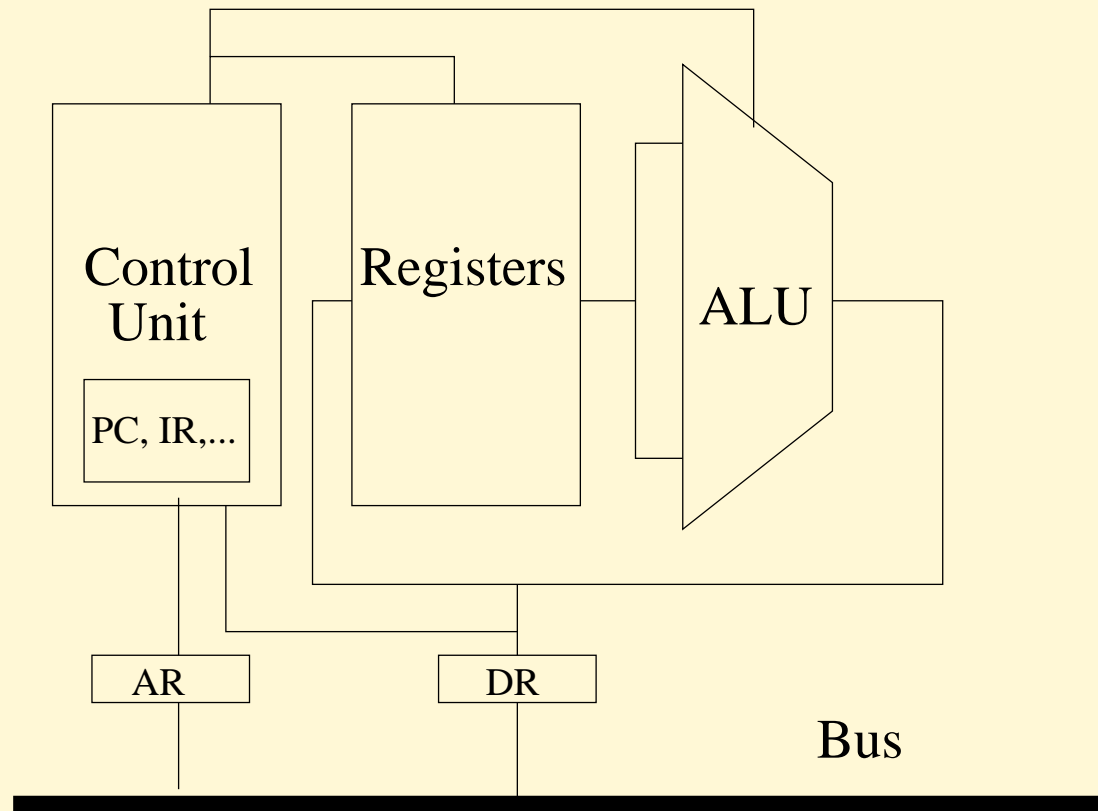 Control
Unit
PC, IR,...
Registers
ALU
AR
DR
Bus